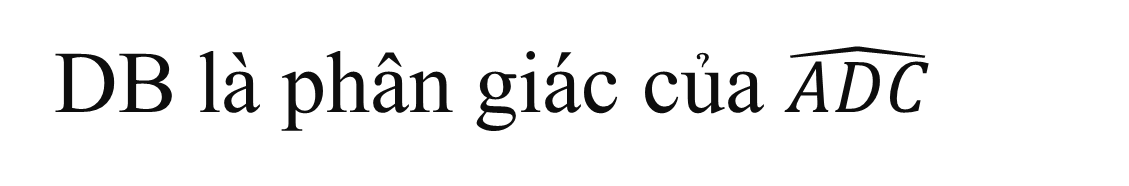 DB là phân giác của $\widehat{ADC}$